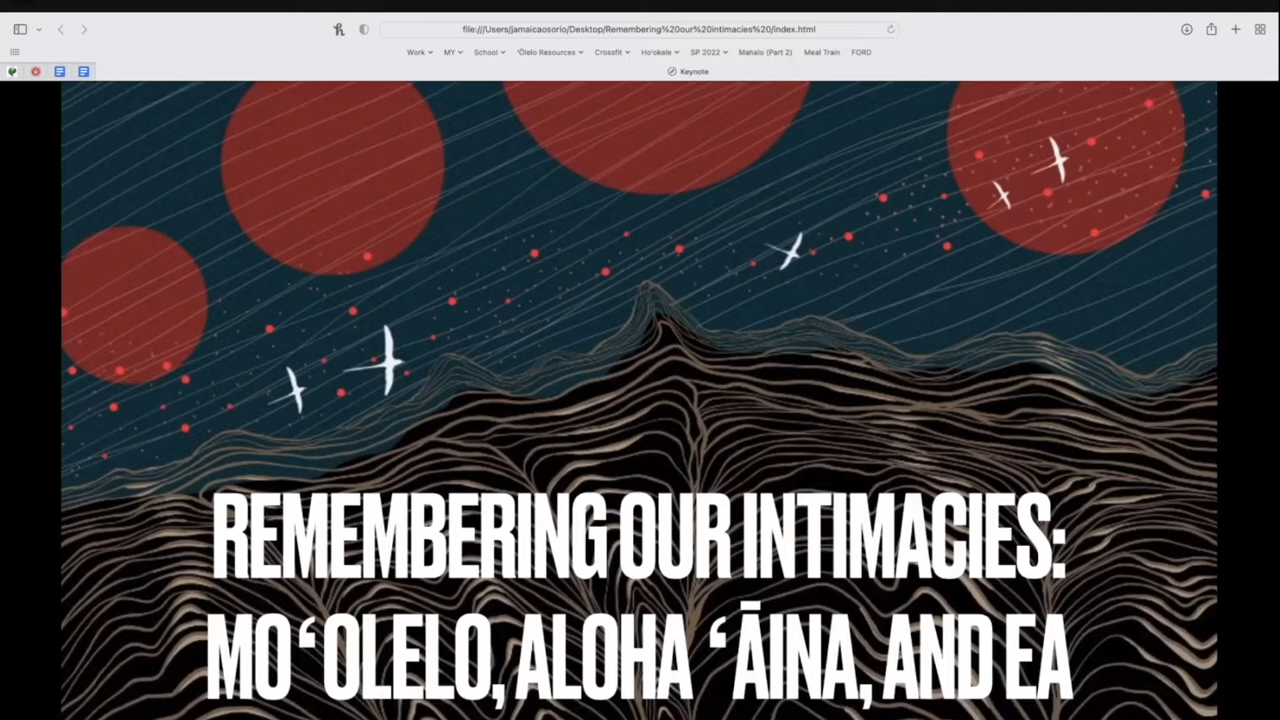 file:///Users/jamaicaosorio/Desktop/Remembering%20our%20intimacies%20/index.html
Work MY School ʻŌlelo Resources Crossfit Hoʻokele SP 2022 Mahalo (Part 2) Meal Train FORD
Keynote
REMEMBERING OUR INTIMACIES:
MOʻOLELO, ALOHA ʻĀINA, AND EA